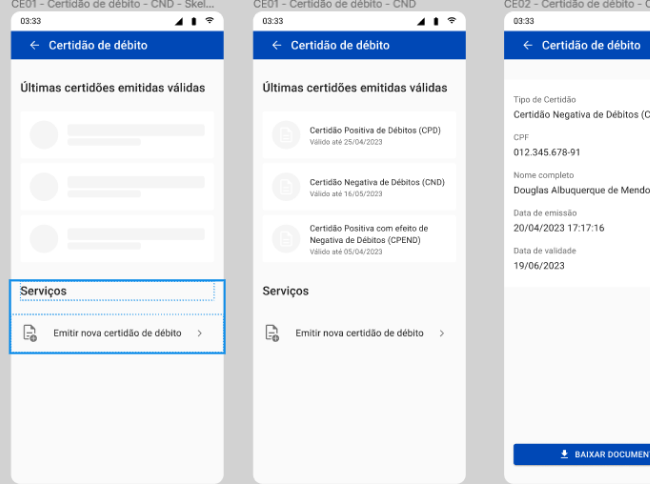 CE01 - Certidão de débito - CND - Skel...
03:33
Certidão de débito
Últimas certidões emitidas válidas
Serviços
Emitir nova certidão de débito
CE01 - Certidão de débito - CND
03:33
Certidão de débito
Últimas certidões emitidas válidas
Certidão Positiva de Débitos (CPD)
Válido até 25/04/2023
Certidão Negativa de Débitos (CND)
Válido até 16/05/2023
Certidão Positiva com efeito de
Negativa de Débitos (CPEND)
Válido até 05/04/2023
Serviços
Emitir nova certidão de débito
CE02 - Certidão de débito - C
03:33
Certidão de débito
Tipo de Certidão
Certidão Negativa de Débitos (C
CPF
012.345.678-91
Nome completo
Douglas Albuquerque de Mendo
Data de emissão
20/04/2023 17:17:16
Data de validade
19/06/2023
BAIXAR DOCUMEN